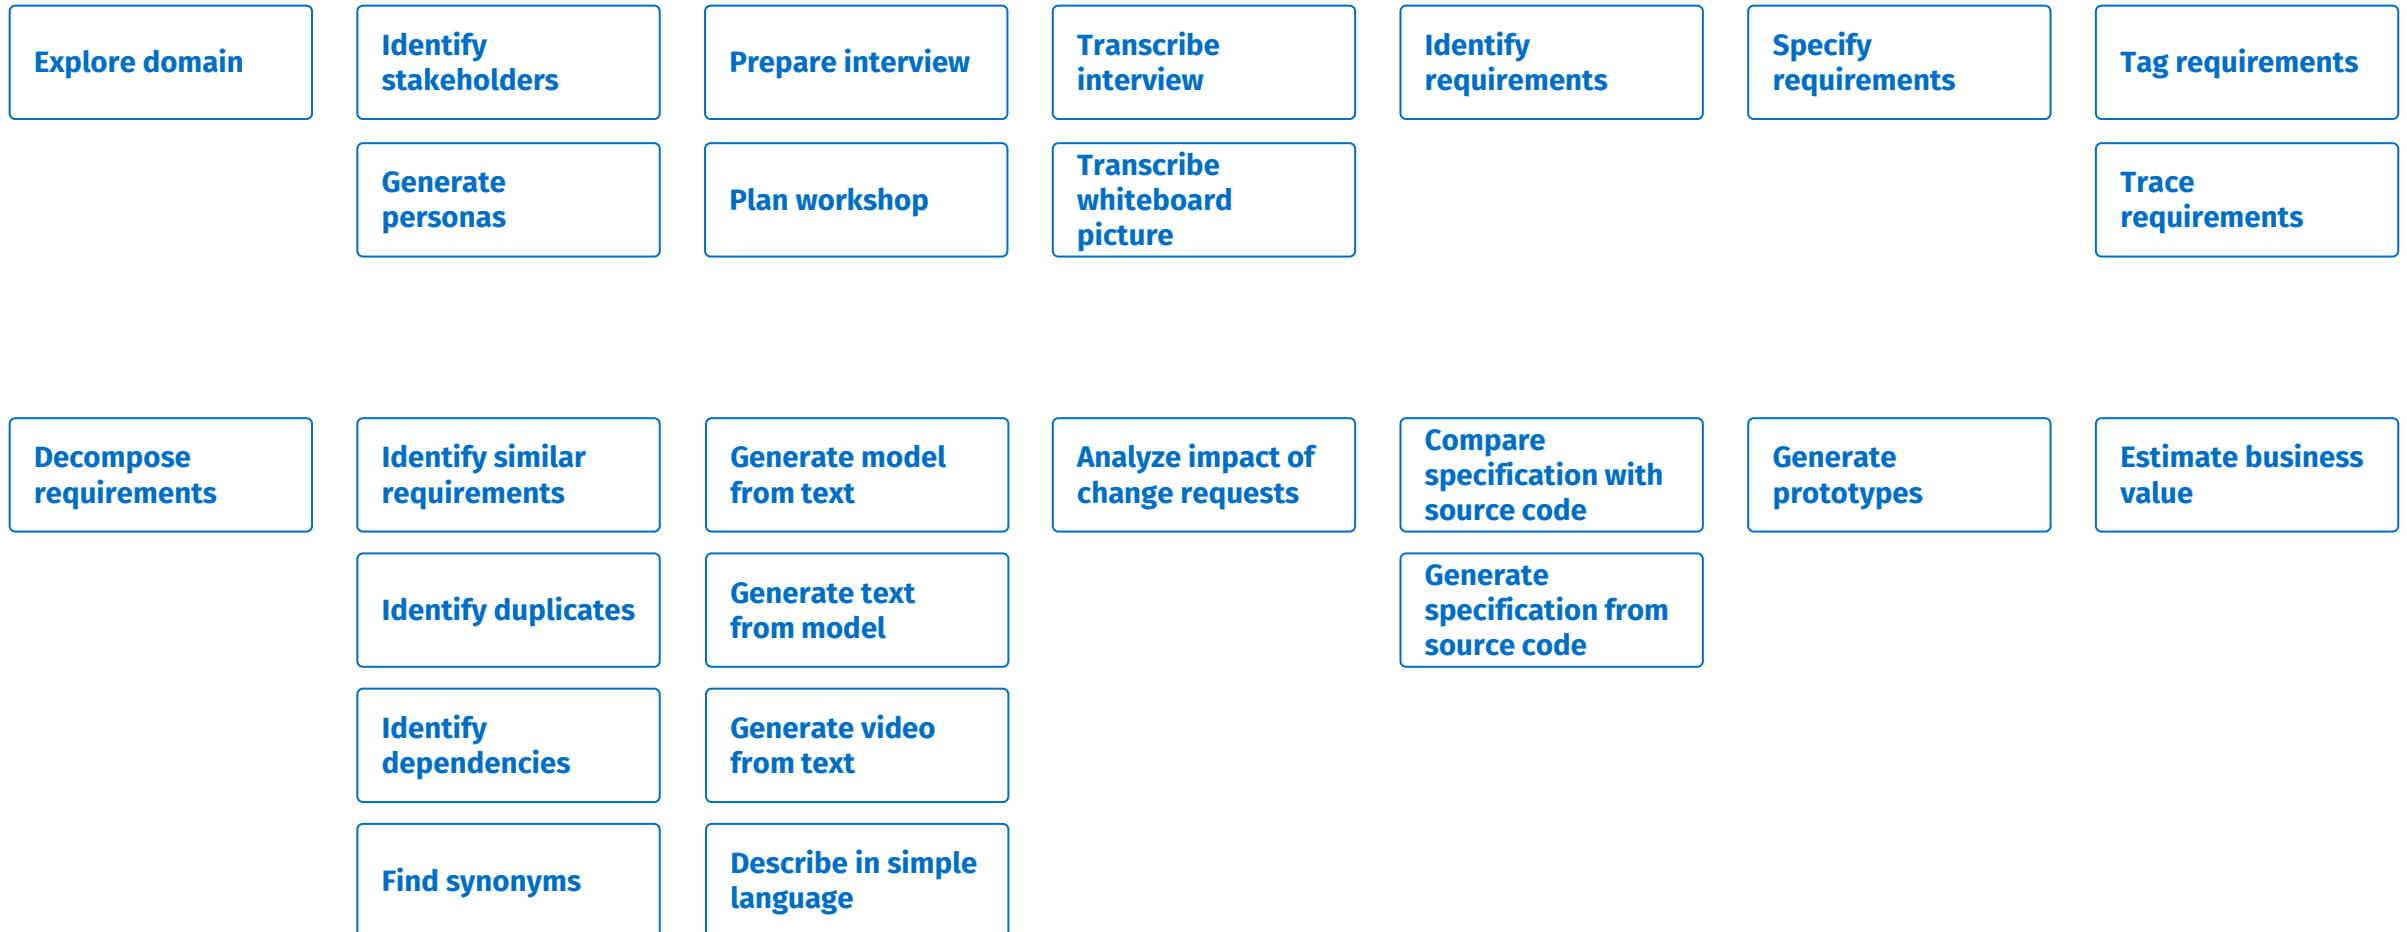 Explore domain
Identify
stakeholders
Prepare interview
Transcribe
interview
Identify
requirements
Specify
requirements
Tag requirements
Generate
personas
Plan workshop
Transcribe
whiteboard
picture
Trace
requirements
Decompose
requirements
Identify similar
requirements
Generate model
from text
Analyze impact of
change requests
Compare
specification with
source code
Generate
prototypes
Estimate business
value
Identify duplicates
Generate text
from model
Generate
specification from
source code
Identify
dependencies
Generate video
from text
Find synonyms
Describe in simple
language